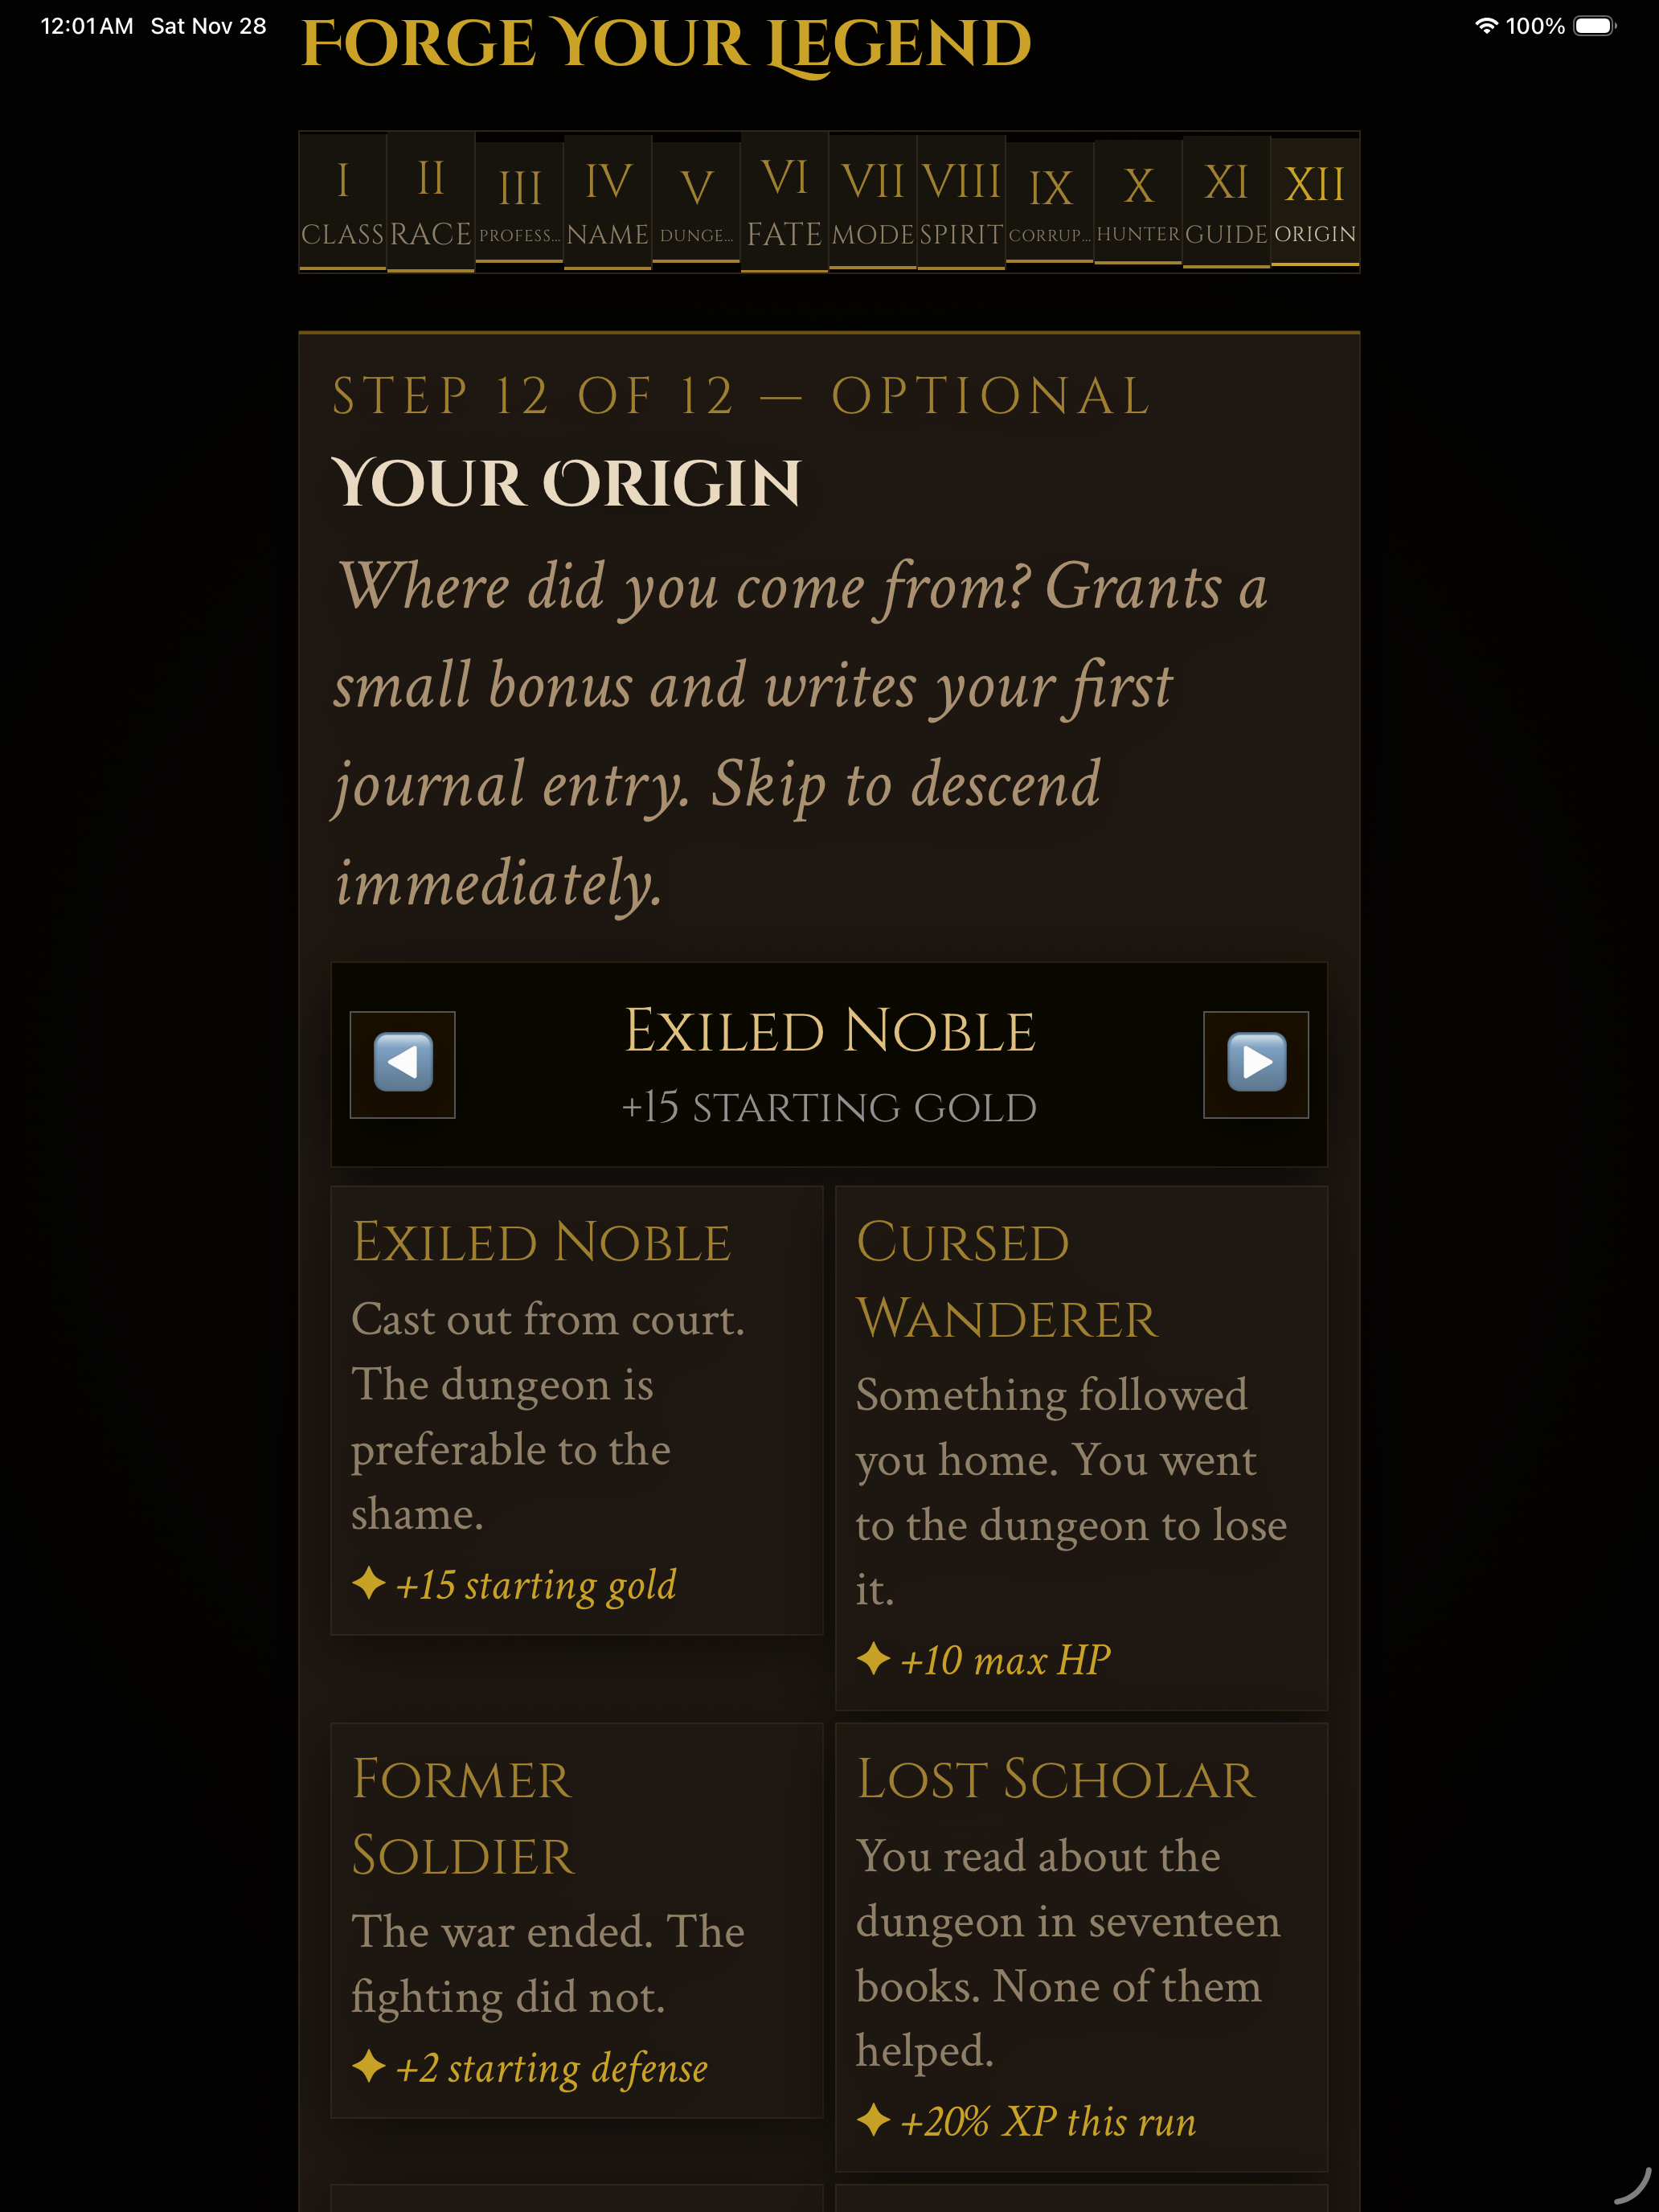 12:01 AM Sat Nov 28
100%
Forge Your Legend
I
II
III
IV
V
VI
VII
VIII
IX
X
XI
XII
CLASS
RACE
PROFESS...
NAME
DUNGE...
FATE
MODE
SPIRIT
CORRUP...
HUNTER
GUIDE
ORIGIN
STEP 12 OF 12 — OPTIONAL
Your Origin
Where did you come from? Grants a
small bonus and writes your first
journal entry. Skip to descend
immediately.
Exiled Noble
+15 starting gold
Exiled Noble
Cast out from court.
The dungeon is
preferable to the
shame.
✦ +15 starting gold
Cursed
Wanderer
Something followed
you home. You went
to the dungeon to lose
it.
✦ +10 max HP
Former
Soldier
The war ended. The
fighting did not.
✦ +2 starting defense
Lost Scholar
You read about the
dungeon in seventeen
books. None of them
helped.
✦ +20% XP this run